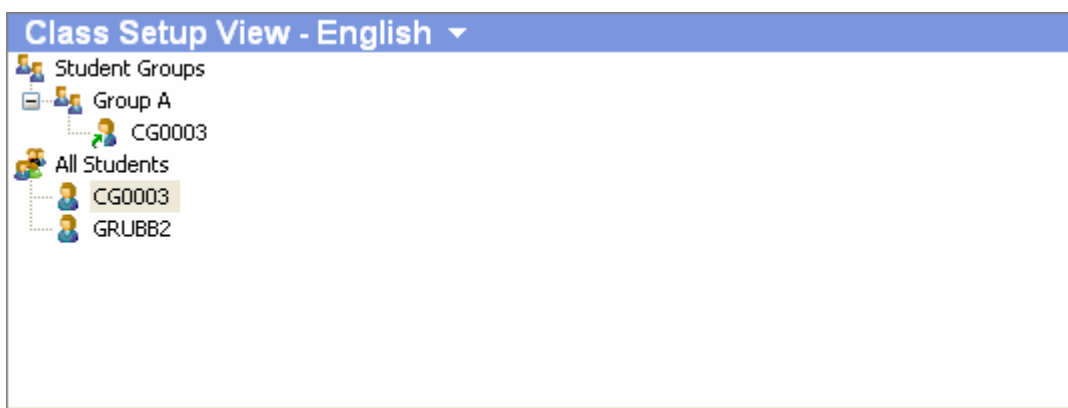 Class Setup View - English
Student Groups
Group A
CG0003
All Students
CG0003
GRUBB2